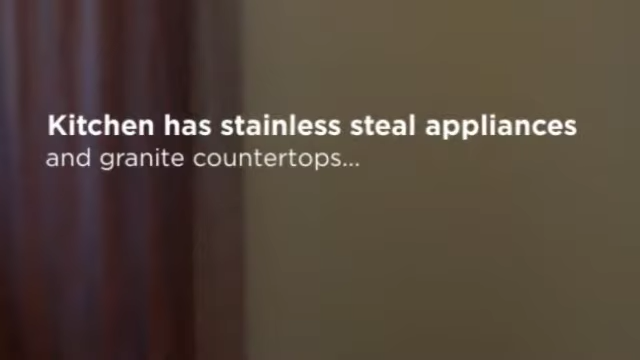 Kitchen has stainless steal appliances
and granite countertops...